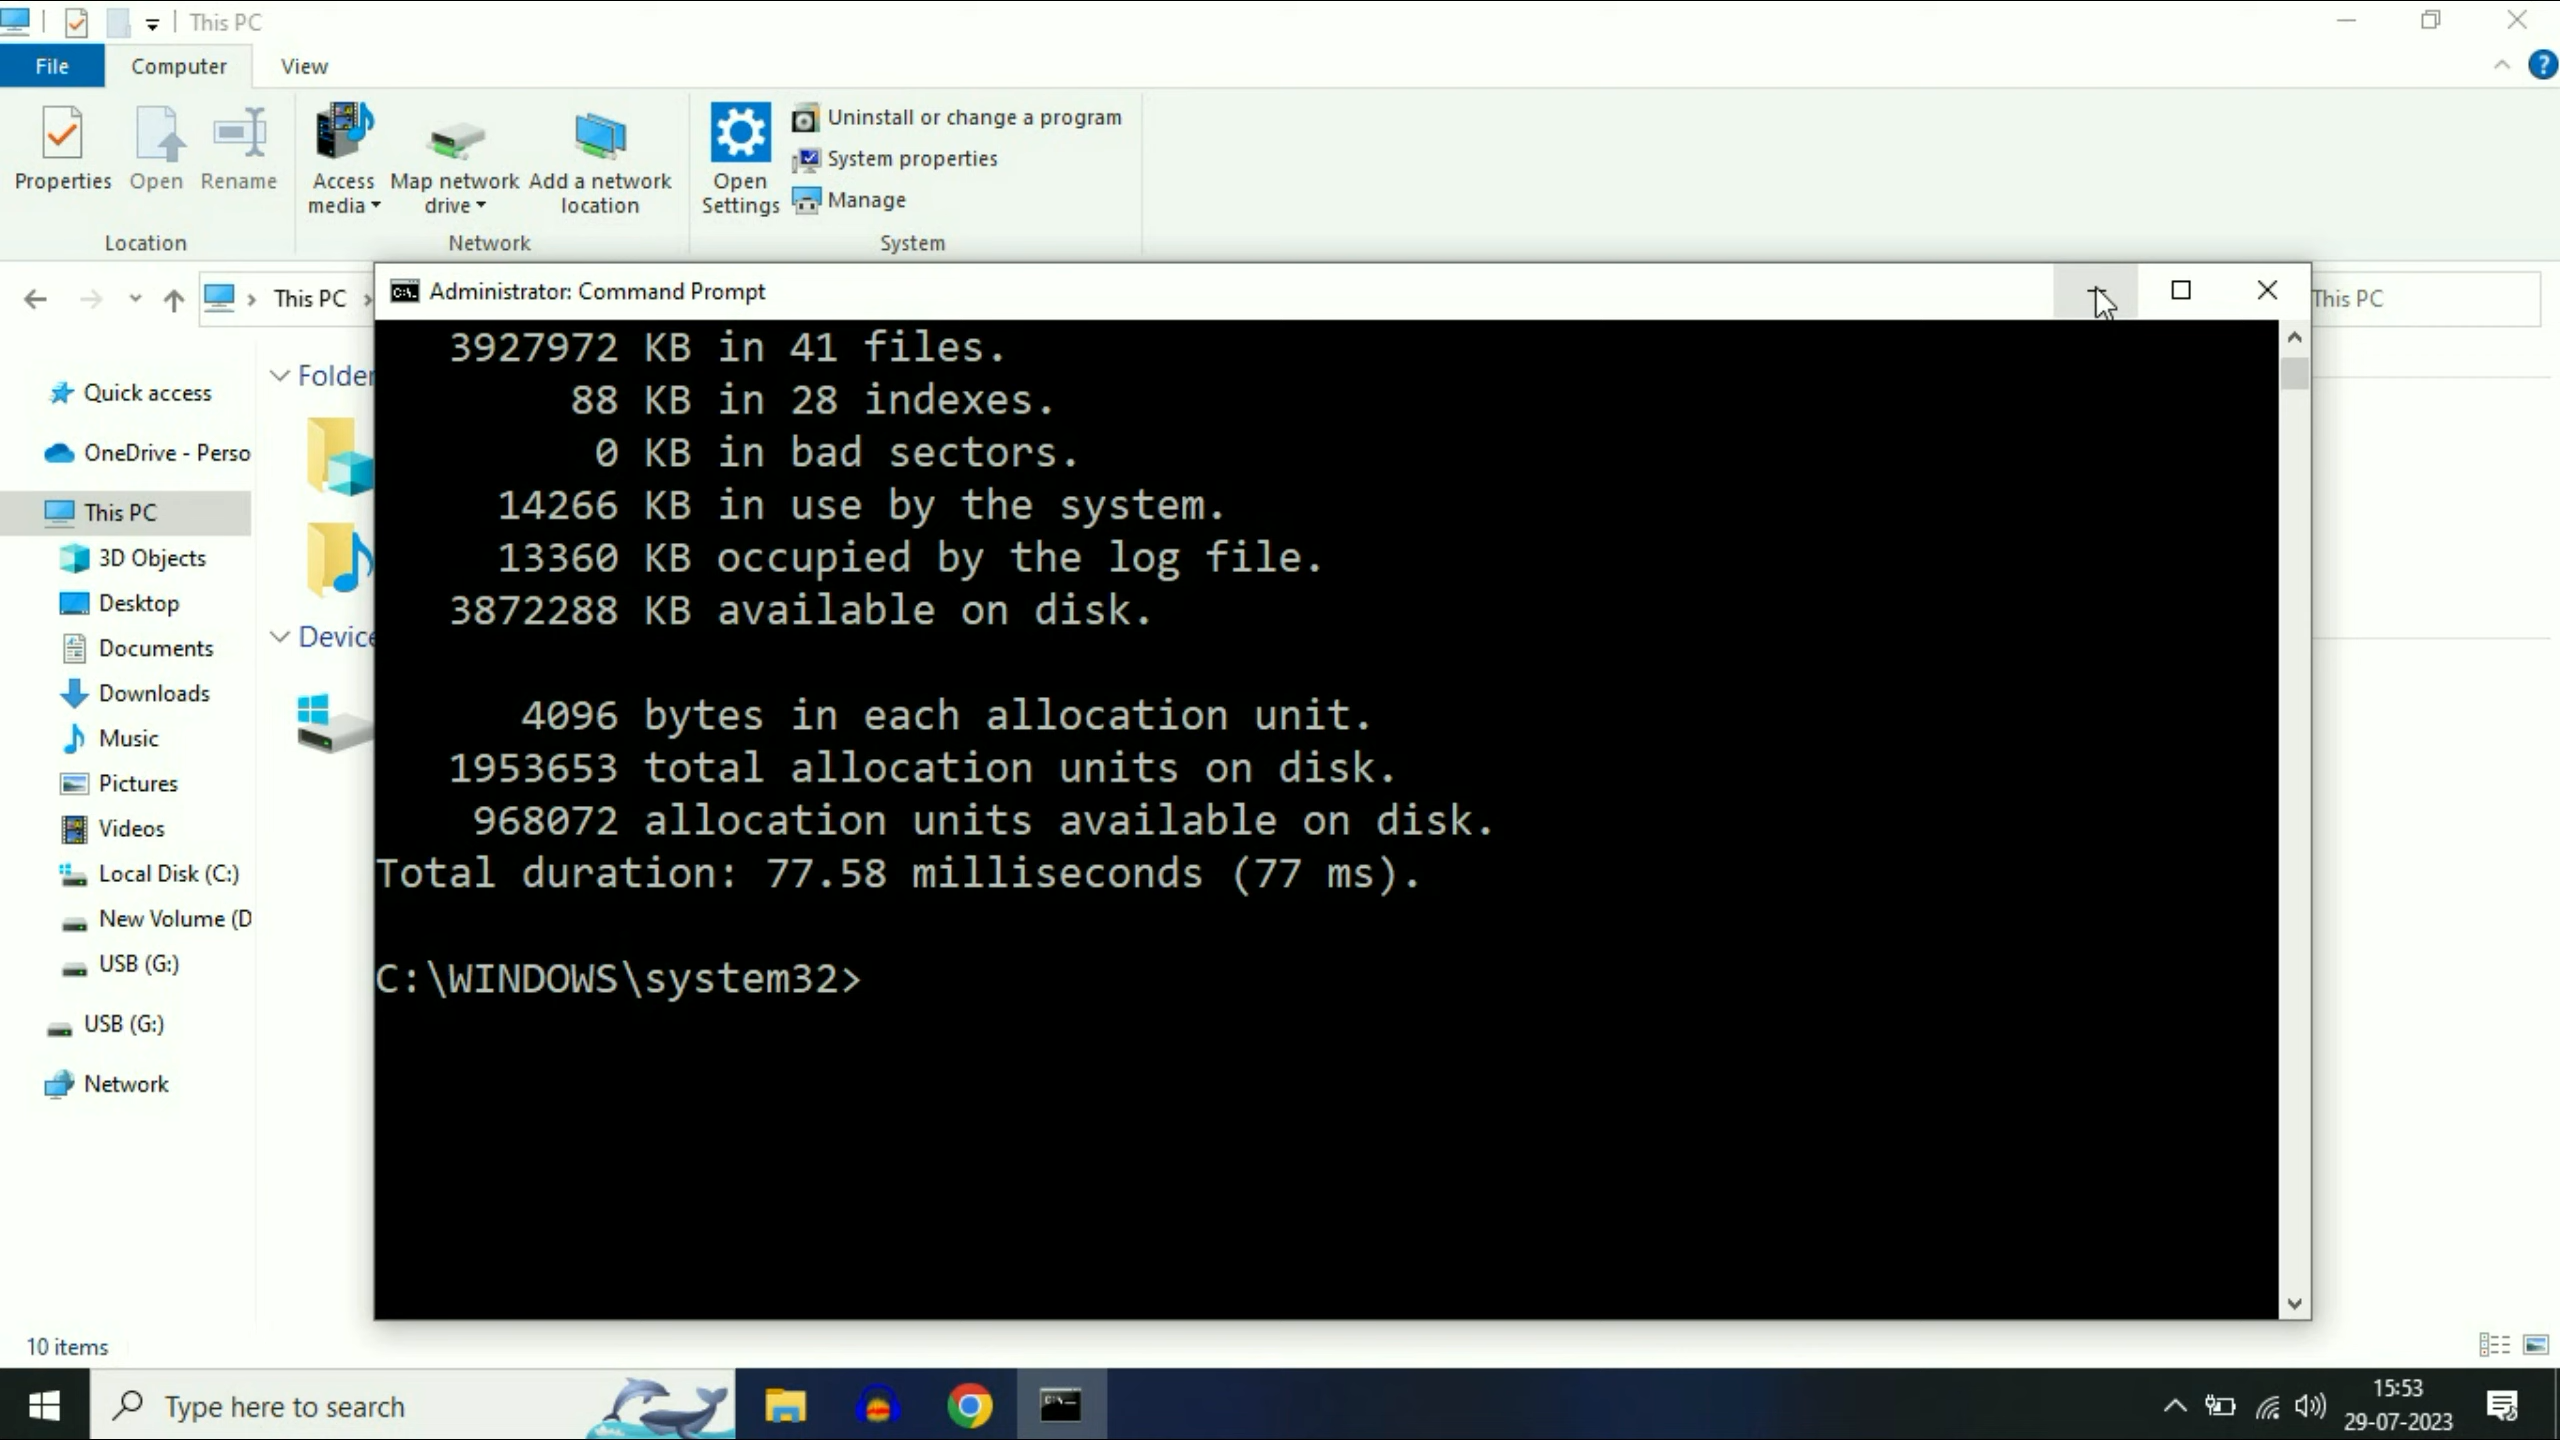 This PC
File
Computer
View
Properties
Open
Rename
Access media
Map network drive
Add a network location
Open Settings
Uninstall or change a program
System properties
Manage
Location
Network
System
This PC
This PC
Administrator: Command Prompt
3927972 KB in 41 files.
88 KB in 28 indexes.
0 KB in bad sectors.
14266 KB in use by the system.
13360 KB occupied by the log file.
3872288 KB available on disk.
4096 bytes in each allocation unit.
1953653 total allocation units on disk.
968072 allocation units available on disk.
Total duration: 77.58 milliseconds (77 ms).
C:\WINDOWS\system32>
Quick access
OneDrive - Perso
This PC
3D Objects
Desktop
Documents
Downloads
Music
Pictures
Videos
Local Disk (C:)
New Volume (D
USB (G:)
USB (G:)
Network
Folder
Device
10 items
Type here to search
15:53
29-07-2023